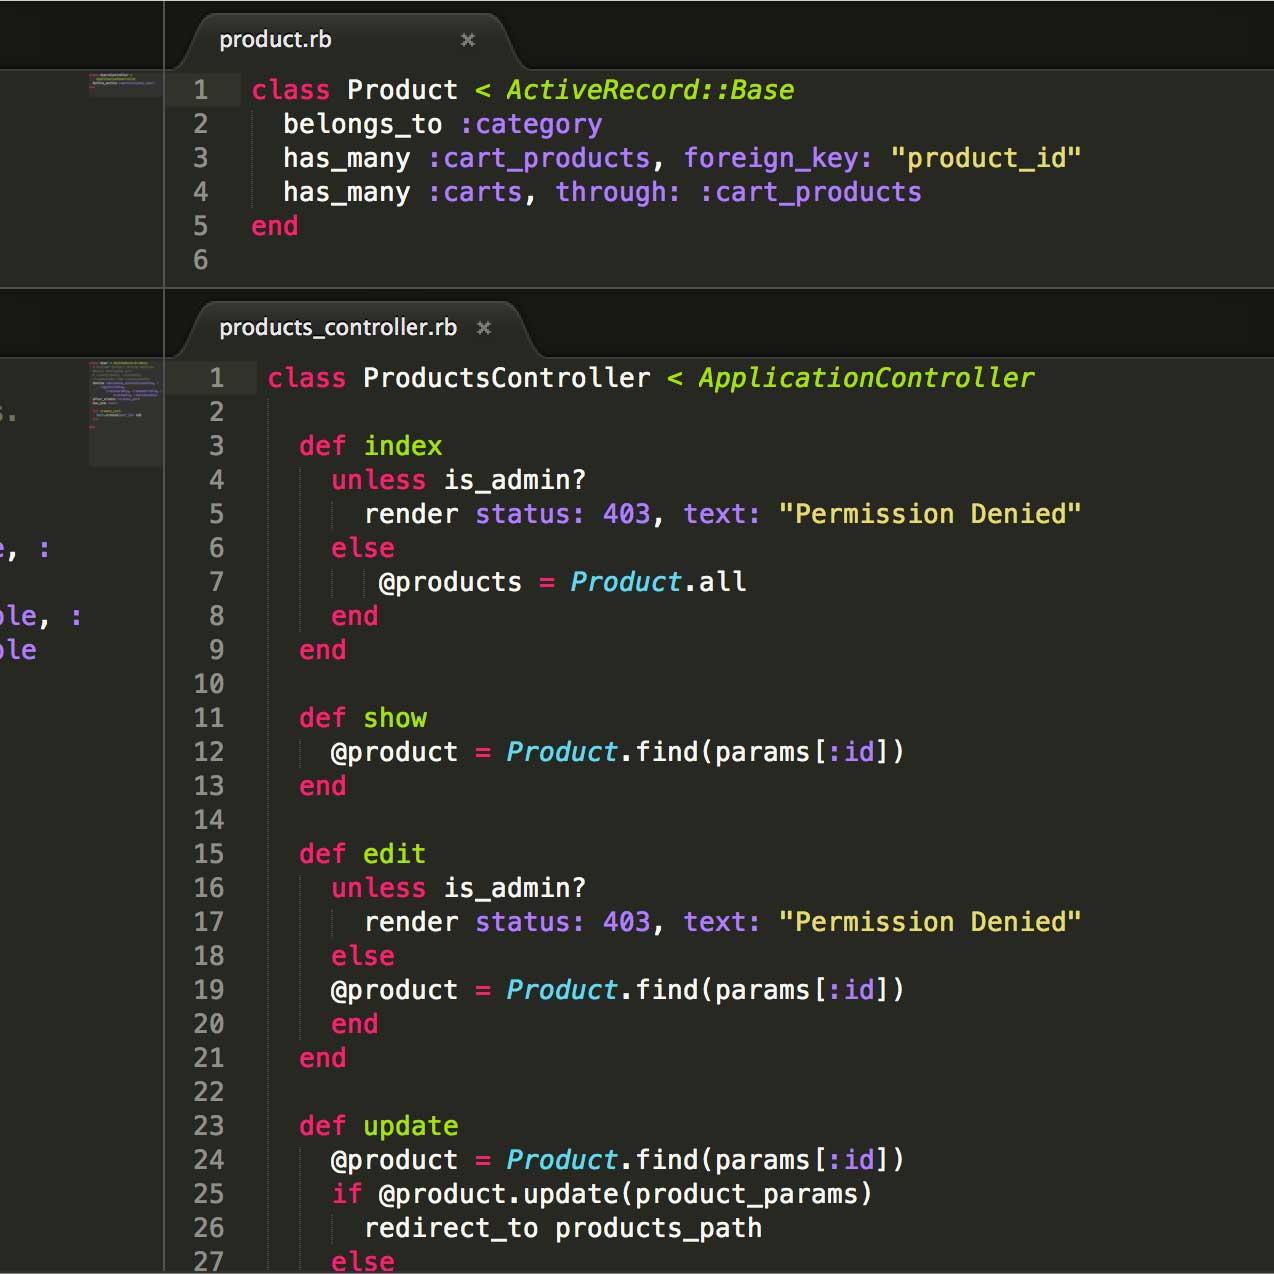 product.rb ×
1 class Product < ActiveRecord::Base
2 belongs_to :category
3 has_many :cart_products, foreign_key: "product_id"
4 has_many :carts, through: :cart_products
5 end
6
products_controller.rb ×
1 class ProductsController < ApplicationController
2
3 def index
4 unless is_admin?
5 render status: 403, text: "Permission Denied"
6 else
7 @products = Product.all
8 end
9 end
10
11 def show
12 @product = Product.find(params[:id])
13 end
14
15 def edit
16 unless is_admin?
17 render status: 403, text: "Permission Denied"
18 else
19 @product = Product.find(params[:id])
20 end
21 end
22
23 def update
24 @product = Product.find(params[:id])
25 if @product.update(product_params)
26 redirect_to products_path
27 else